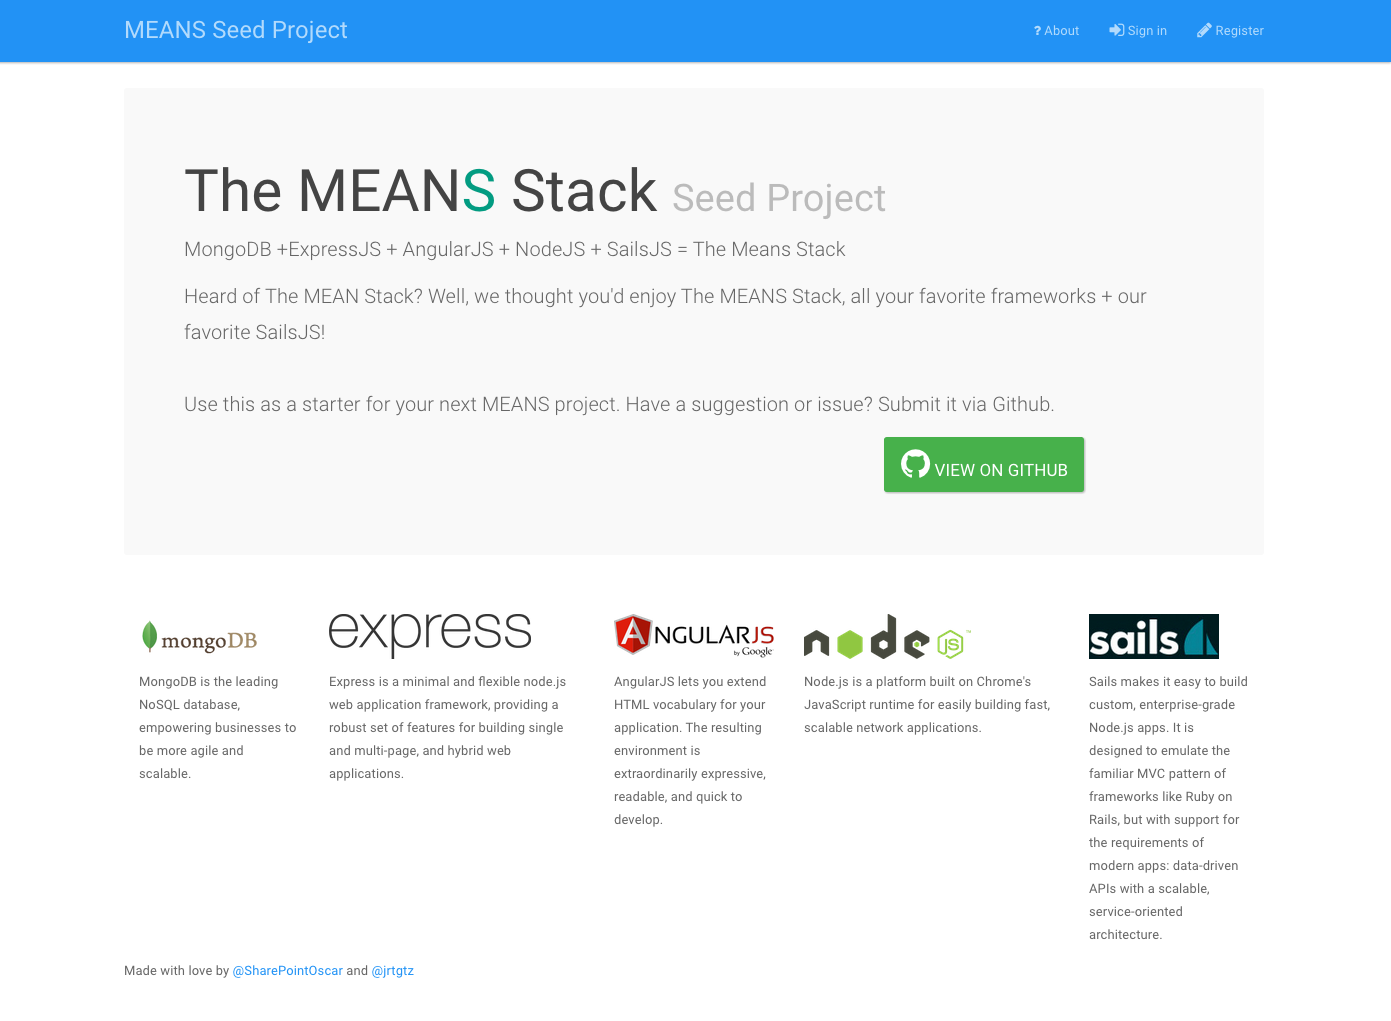 MEANS Seed Project
? About
Sign in
Register
The MEANS Stack Seed Project
MongoDB +ExpressJS + AngularJS + NodeJS + SailsJS = The Means Stack
Heard of The MEAN Stack? Well, we thought you'd enjoy The MEANS Stack, all your favorite frameworks + our
favorite SailsJS!
Use this as a starter for your next MEANS project. Have a suggestion or issue? Submit it via Github.
VIEW ON GITHUB
mongoDB
MongoDB is the leading
NoSQL database,
empowering businesses to
be more agile and
scalable.
express
Express is a minimal and flexible node.js
web application framework, providing a
robust set of features for building single
and multi-page, and hybrid web
applications.
ANGULARJS
by Google
AngularJS lets you extend
HTML vocabulary for your
application. The resulting
environment is
extraordinarily expressive,
readable, and quick to
develop.
node JS ™
Node.js is a platform built on Chrome's
JavaScript runtime for easily building fast,
scalable network applications.
sails
Sails makes it easy to build
custom, enterprise-grade
Node.js apps. It is
designed to emulate the
familiar MVC pattern of
frameworks like Ruby on
Rails, but with support for
the requirements of
modern apps: data-driven
APIs with a scalable,
service-oriented
architecture.
Made with love by @SharePointOscar and @jrtgtz